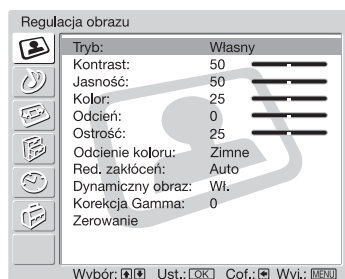 Regulacja obrazu
Tryb: Własny
Kontrast: 50
Jasność: 50
Kolor: 25
Odcień: 0
Ostrość: 25
Odcienie koloru: Zimne
Red. zakłóceń: Auto
Dynamiczny obraz: Wł.
Korekcja Gamma: 0
Zerowanie
Wybór: Ust.: OK Cof.: Wyj.: MENU